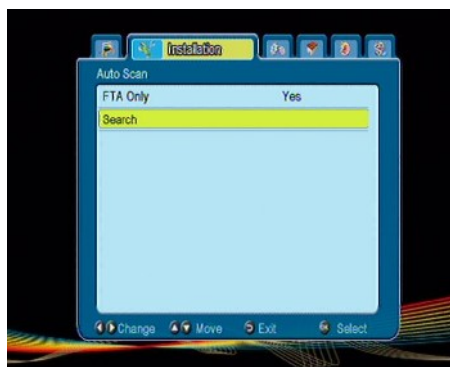 Installation
Auto Scan
FTA Only Yes
Search
Change Move Exit Select